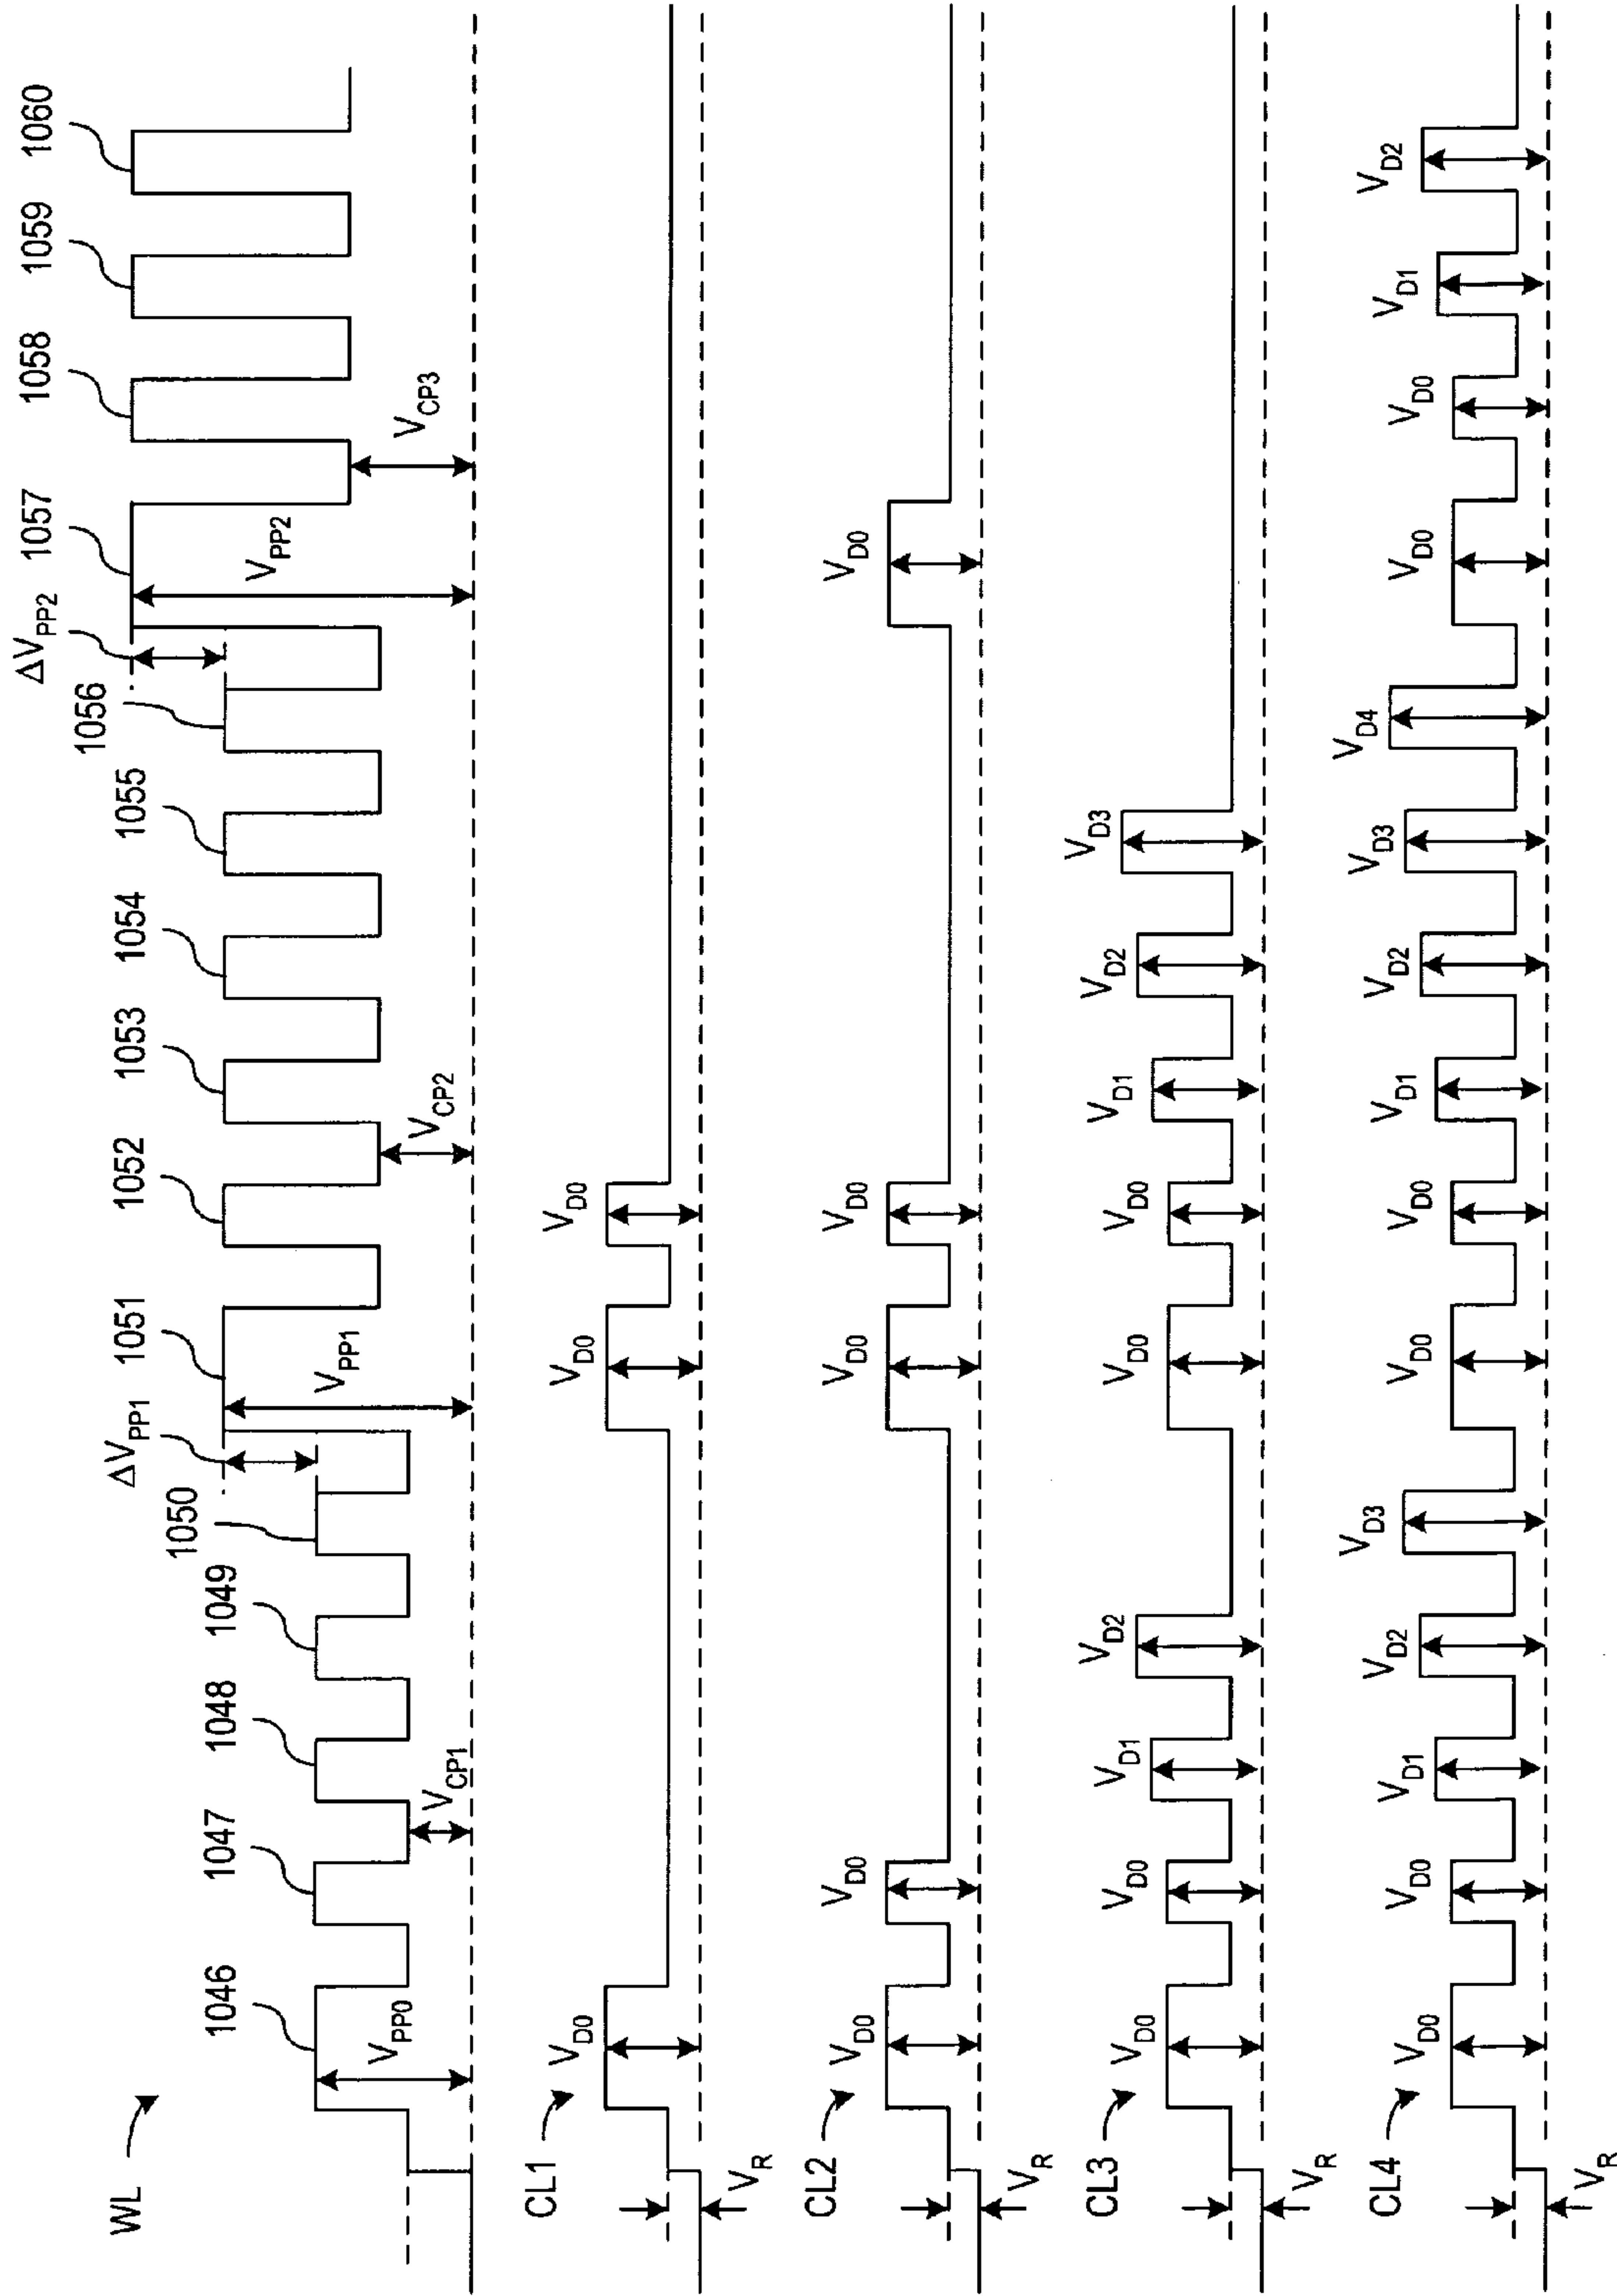 WL
1046
1047
1048
1049
1050
1051
1052
1053
1054
1055
1056
1057
1058
1059
1060
VPP0
VCP1
ΔVPP1
VPP1
VCP2
ΔVPP2
VPP2
VCP3
CL1
VR
VD0
VD0
VD0
CL2
VR
VD0
VD0
VD0
VD0
VD0
CL3
VR
VD0
VD0
VD1
VD2
VD0
VD0
VD1
VD2
VD3
CL4
VR
VD0
VD0
VD1
VD2
VD3
VD0
VD0
VD1
VD2
VD3
VD4
VD0
VD0
VD1
VD2